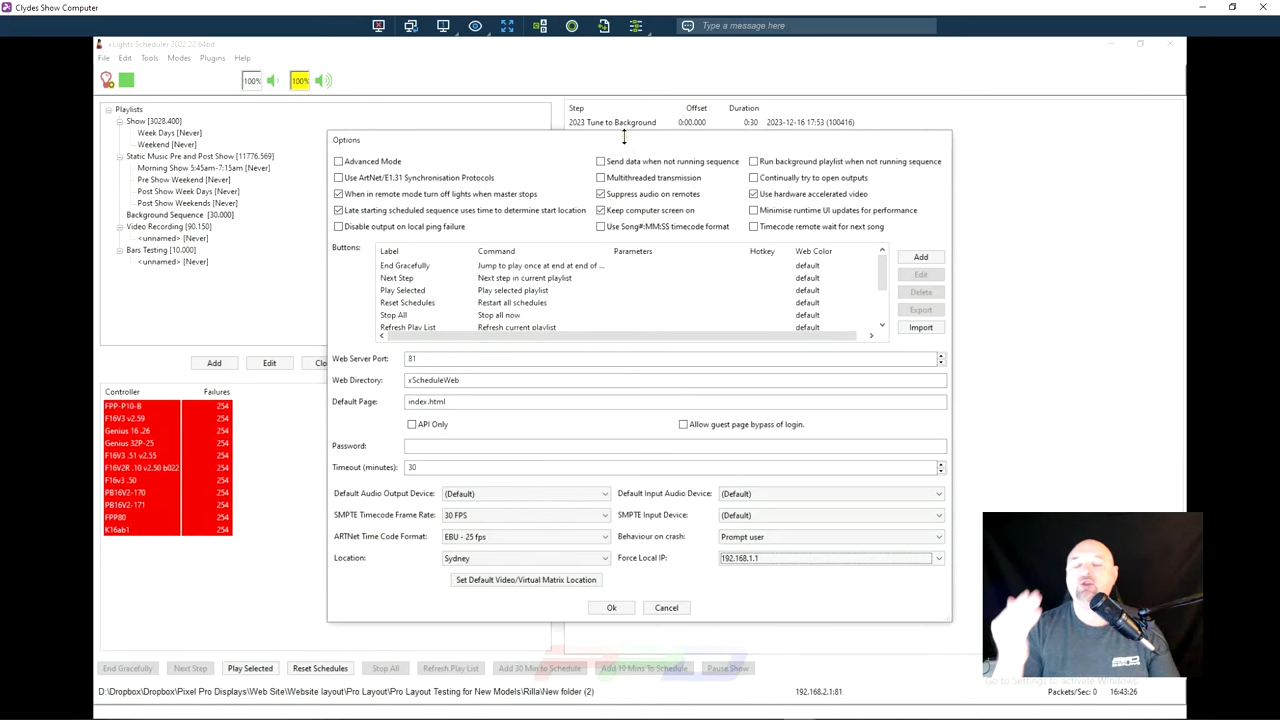 Clydes Show Computer
Type a message here
xLights Scheduler 2022.22 64bit
File Edit Tools Modes Plugins Help
100% 100%
Playlists
Show [3028.400]
Week Days [Never]
Weekend [Never]
Static Music Pre and Post Show [11776.569]
Morning Show 5:45am-7:15am [Never]
Pre Show Weekend [Never]
Post Show Week Days [Never]
Post Show Weekends [Never]
Background Sequence [30.000]
Video Recording [90.150]
<unnamed> [Never]
Bars Testing [10.000]
<unnamed> [Never]
Add Edit Clo
Step Offset Duration
2023 Tune to Background 0:00.000 0:30 2023-12-16 17:53 (100416)
Options
Advanced Mode Send data when not running sequence Run background playlist when not running sequence
Use ArtNet/E1.31 Synchronisation Protocols Multithreaded transmission Continually try to open outputs
When in remote mode turn off lights when master stops Suppress audio on remotes Use hardware accelerated video
Late starting scheduled sequence uses time to determine start location Keep computer screen on Minimise runtime UI updates for performance
Disable output on local ping failure Use Song#:MM:SS timecode format Timecode remote wait for next song
Buttons: Label Command Parameters Hotkey Web Color
End Gracefully Jump to play once at end at end of ... default
Next Step Next step in current playlist default
Play Selected Play selected playlist default
Reset Schedules Restart all schedules default
Stop All Stop all now default
Refresh Play List Refresh current playlist default
Add
Edit
Delete
Export
Import
Web Server Port: 81
Web Directory: xScheduleWeb
Default Page: index.html
API Only Allow guest page bypass of login.
Password:
Timeout (minutes): 30
Default Audio Output Device: (Default) Default Input Audio Device: (Default)
SMPTE Timecode Frame Rate: 30 FPS SMPTE Input Device: (Default)
ARTNet Time Code Format: EBU - 25 fps Behaviour on crash: Prompt user
Location: Sydney Force Local IP: 192.168.1.1
Set Default Video/Virtual Matrix Location
Ok Cancel
Controller Failures
FPP-P10-B 254
F16V3 v2.59 254
Genius 16 .26 254
Genius 32P-25 254
F16V3 .51 v2.55 254
F16V2R .10 v2.50 b022 254
F16v3 .50 254
PB16V2-170 254
PB16V2-171 254
FPP80 254
K16ab1 254
End Gracefully Next Step Play Selected Reset Schedules Stop All Refresh Play List Add 30 Min to Schedule Add 10 Mins To Schedule Pause Show
Go to Settings to activate Windows.
D:\Dropbox\Dropbox\Pixel Pro Displays\Web Site\Website layout\Pro Layout\Pro Layout Testing for New Models\Rilla\New folder (2) 192.168.2.1:81 Packets/Sec: 0 16:43:26